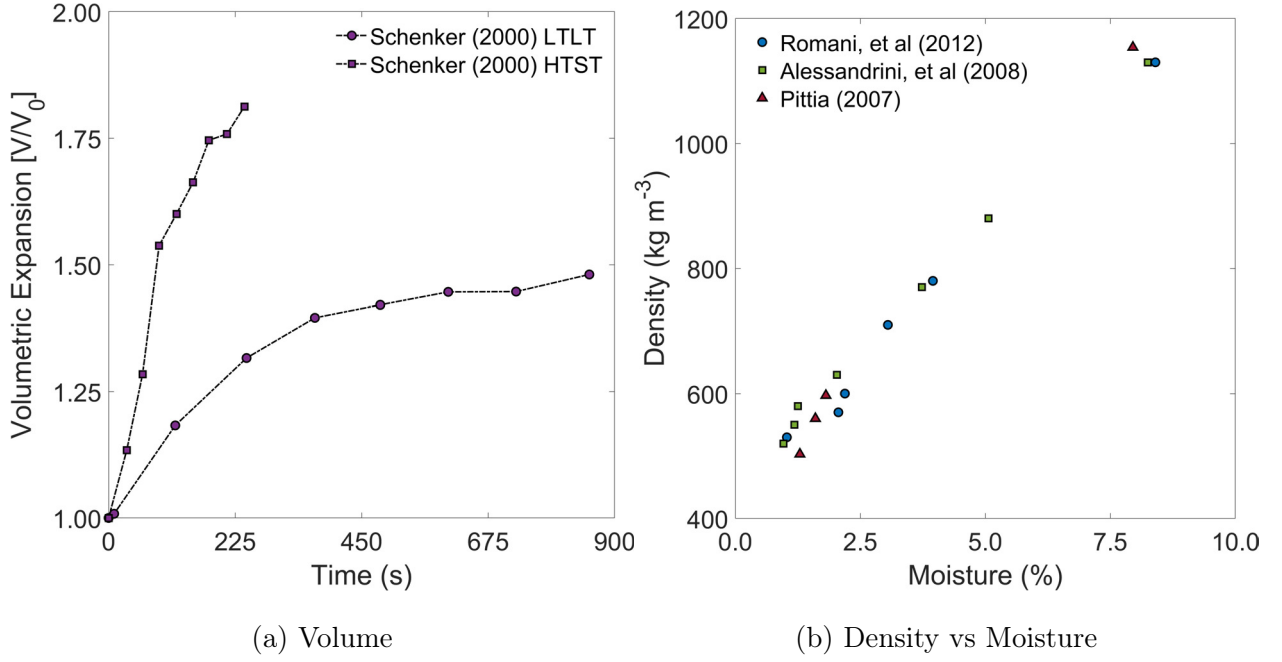 2.00
1.75
1.50
1.25
1.00
Volumetric Expansion [V/V0]
Schenker (2000) LTLT
Schenker (2000) HTST
0 225 450 675 900
Time (s)
(a) Volume
1200
1000
800
600
400
Density (kg m-3)
Romani, et al (2012)
Alessandrini, et al (2008)
Pittia (2007)
0.0 2.5 5.0 7.5 10.0
Moisture (%)
(b) Density vs Moisture